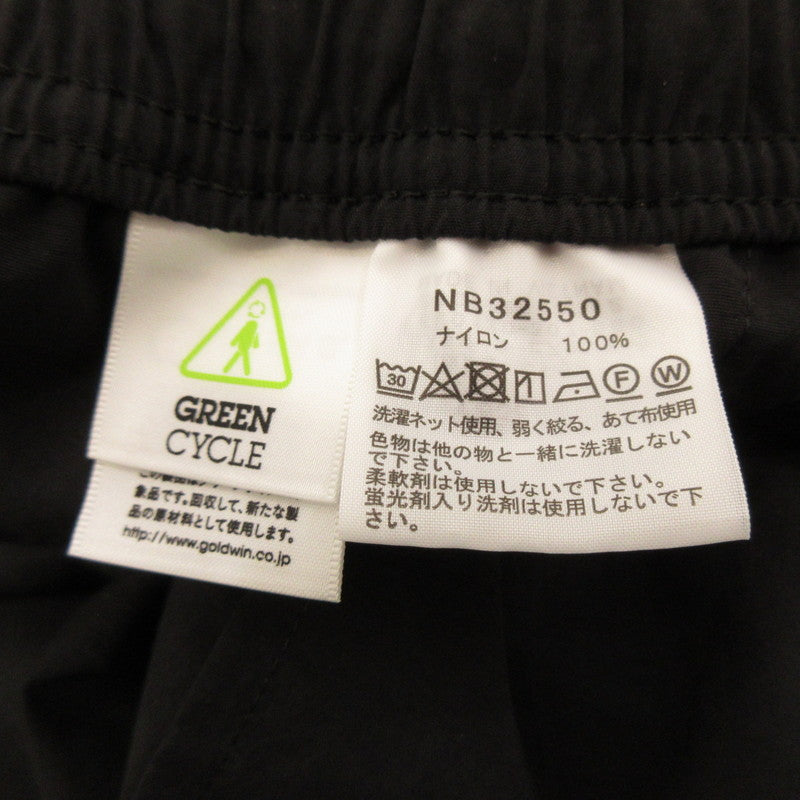 GREEN
CYCLE
象品です。回収して、新たな製
品の原材料として使用します。
http://www.goldwin.co.jp
NB32550
ナイロン 100%
30
F
W
洗濯ネット使用、弱く絞る、あて布使用
色物は他の物と一緒に洗濯しない
で下さい。
柔軟剤は使用しないで下さい。
蛍光剤入り洗剤は使用しないで下
さい。